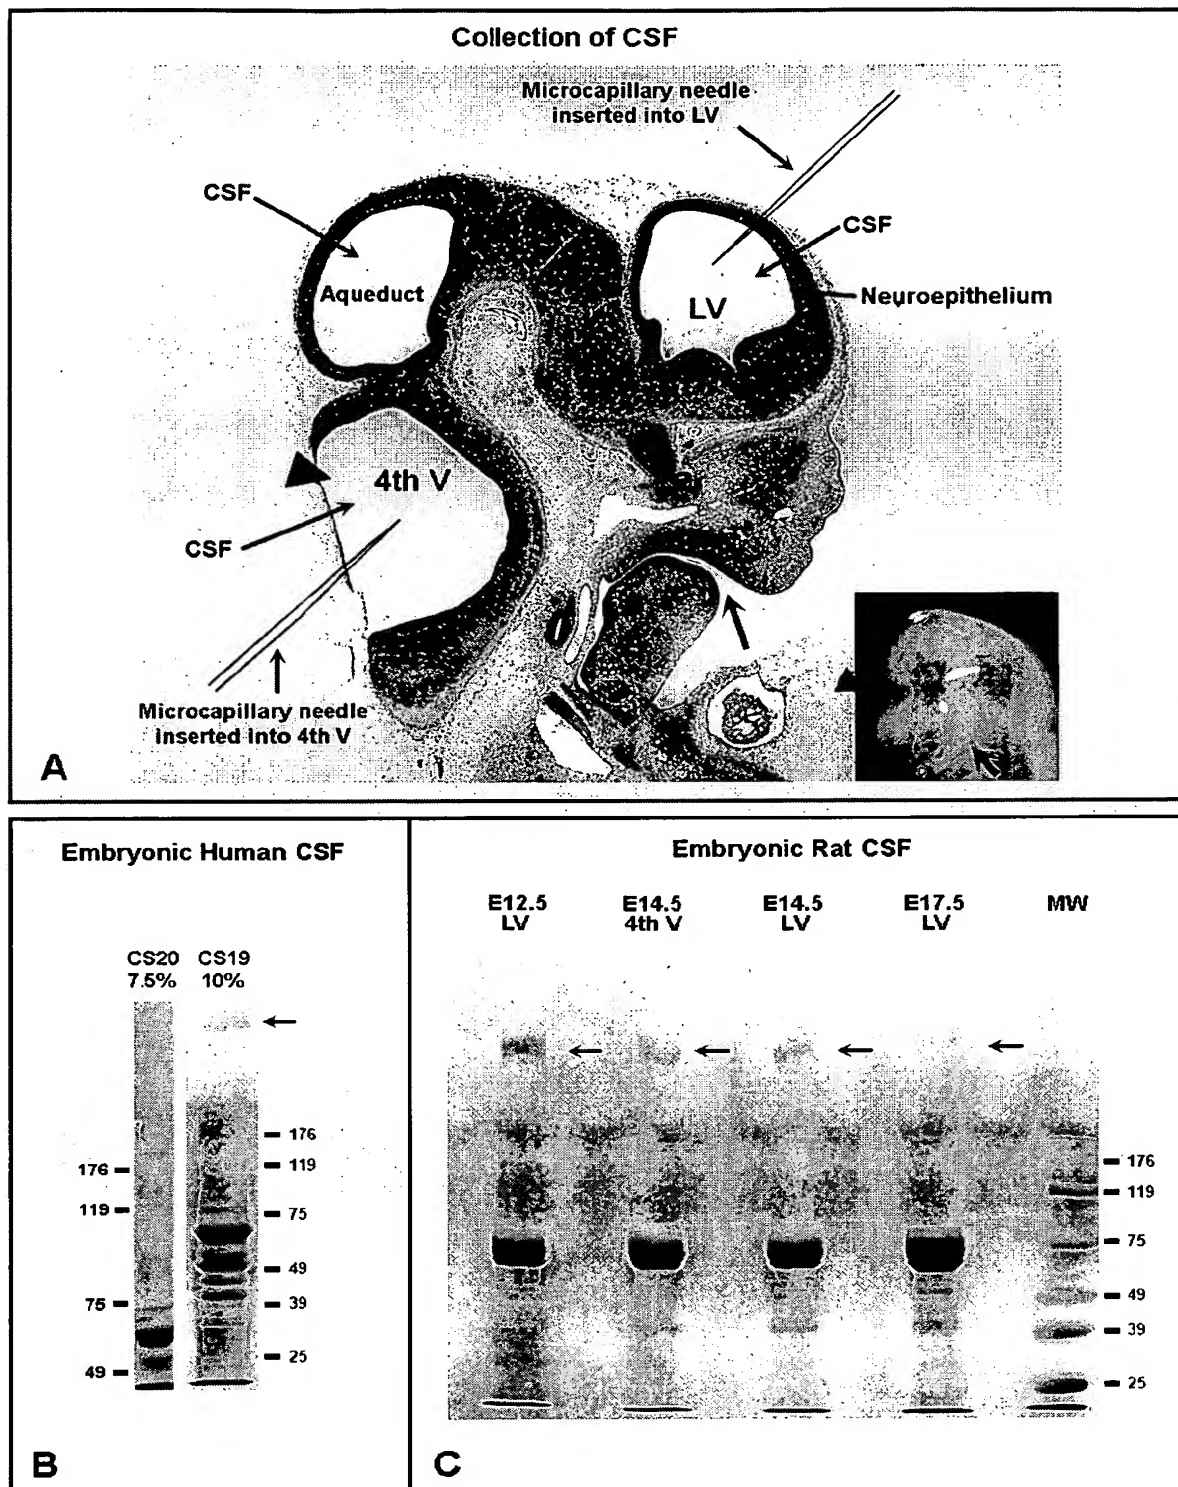 Collection of CSF
Microcapillary needle
inserted into LV
CSF
CSF
Aqueduct
LV
Neuroepithelium
4th V
CSF
Microcapillary needle
inserted into 4th V
A
Embryonic Human CSF
CS20 CS19
7.5% 10%
176
119
75
49
176
119
75
49
39
25
B
Embryonic Rat CSF
E12.5 E14.5 E14.5 E17.5 MW
LV 4th V LV LV
176
119
75
49
39
25
C